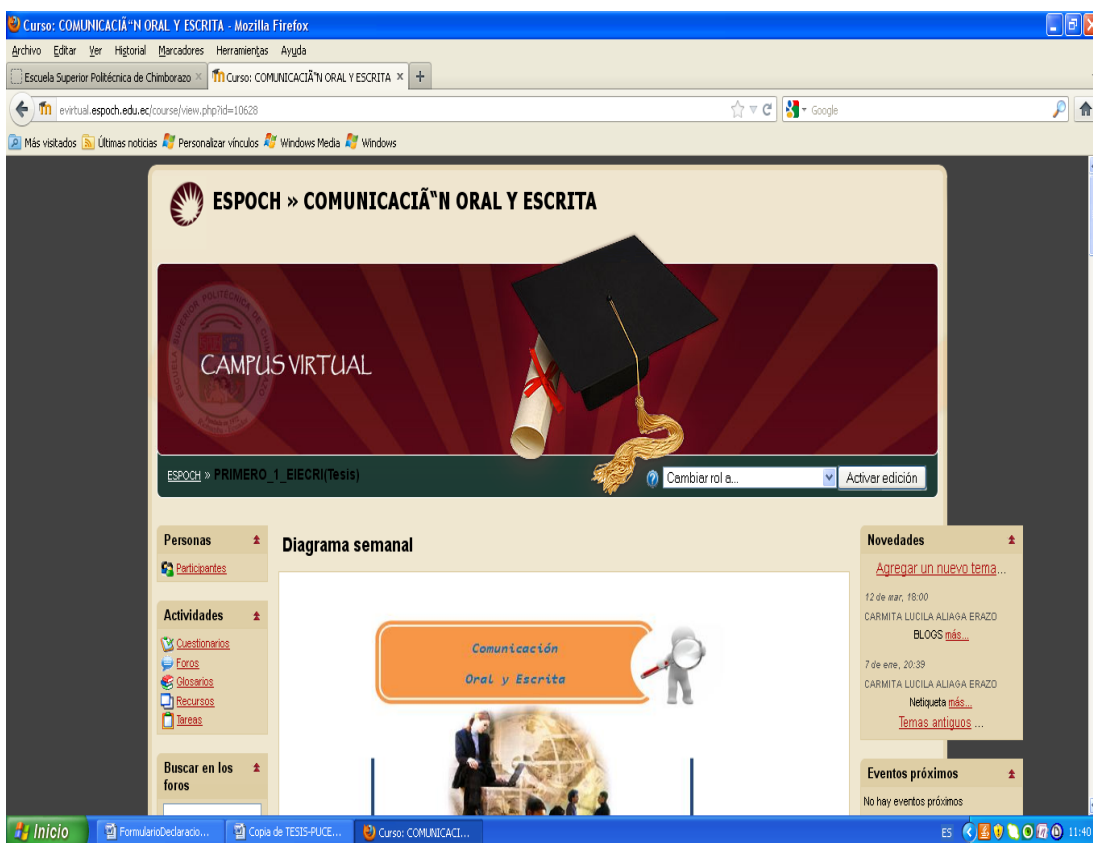 Curso: COMUNICACIÃ“N ORAL Y ESCRITA - Mozilla Firefox
Archivo Editar Ver Historial Marcadores Herramientas Ayuda
Escuela Superior Politécnica de Chimborazo × Curso: COMUNICACIÃ“N ORAL Y ESCRITA × +
evirtual.espoch.edu.ec/course/view.php?id=10628 Google
Más visitados Últimas noticias Personalizar vínculos Windows Media Windows
ESPOCH » COMUNICACIÃ“N ORAL Y ESCRITA
CAMPUS VIRTUAL
ESPOCH » PRIMERO_1_EIECRI(Tesis)
Cambiar rol a... Activar edición
Personas
Participantes
Actividades
Cuestionarios
Foros
Glosarios
Recursos
Tareas
Buscar en los foros
Diagrama semanal
Comunicación
Oral y Escrita
Novedades
Agregar un nuevo tema...
12 de mar, 18:00
CARMITA LUCILA ALIAGA ERAZO
BLOGS más...
7 de ene, 20:39
CARMITA LUCILA ALIAGA ERAZO
Netiqueta más...
Temas antiguos ...
Eventos próximos
No hay eventos próximos
Inicio FormularioDeclaracio... Copia de TESIS-PUCE... Curso: COMUNICACI... ES 11:40